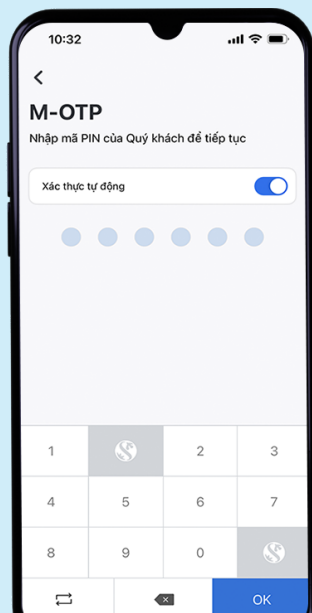 10:32
M-OTP
Nhập mã PIN của Quý khách để tiếp tục
Xác thực tự động
1 2 3
4 5 6 7
8 9 0
OK